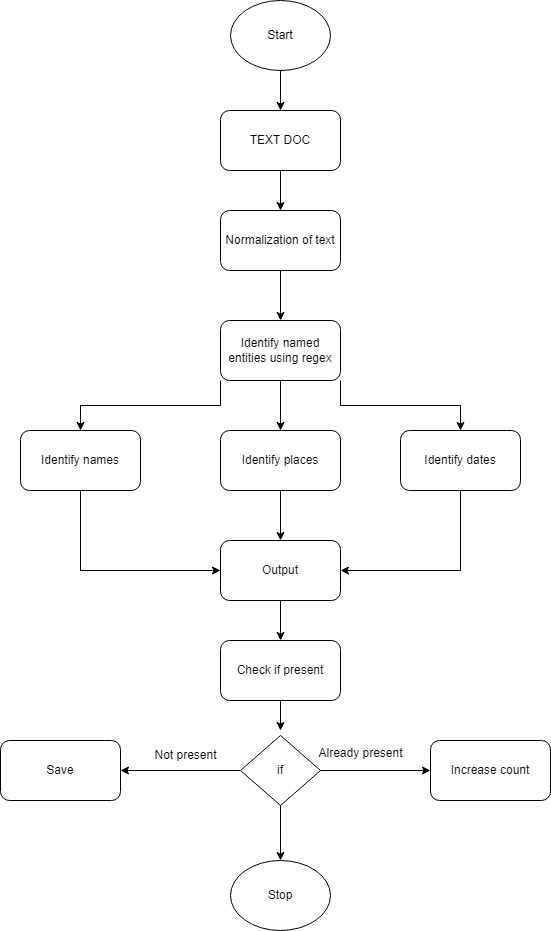 Start
TEXT DOC
Normalization of text
Identify named
entities using regex
Identify names
Identify places
Identify dates
Output
Check if present
Not present
Already present
Save
if
Increase count
Stop